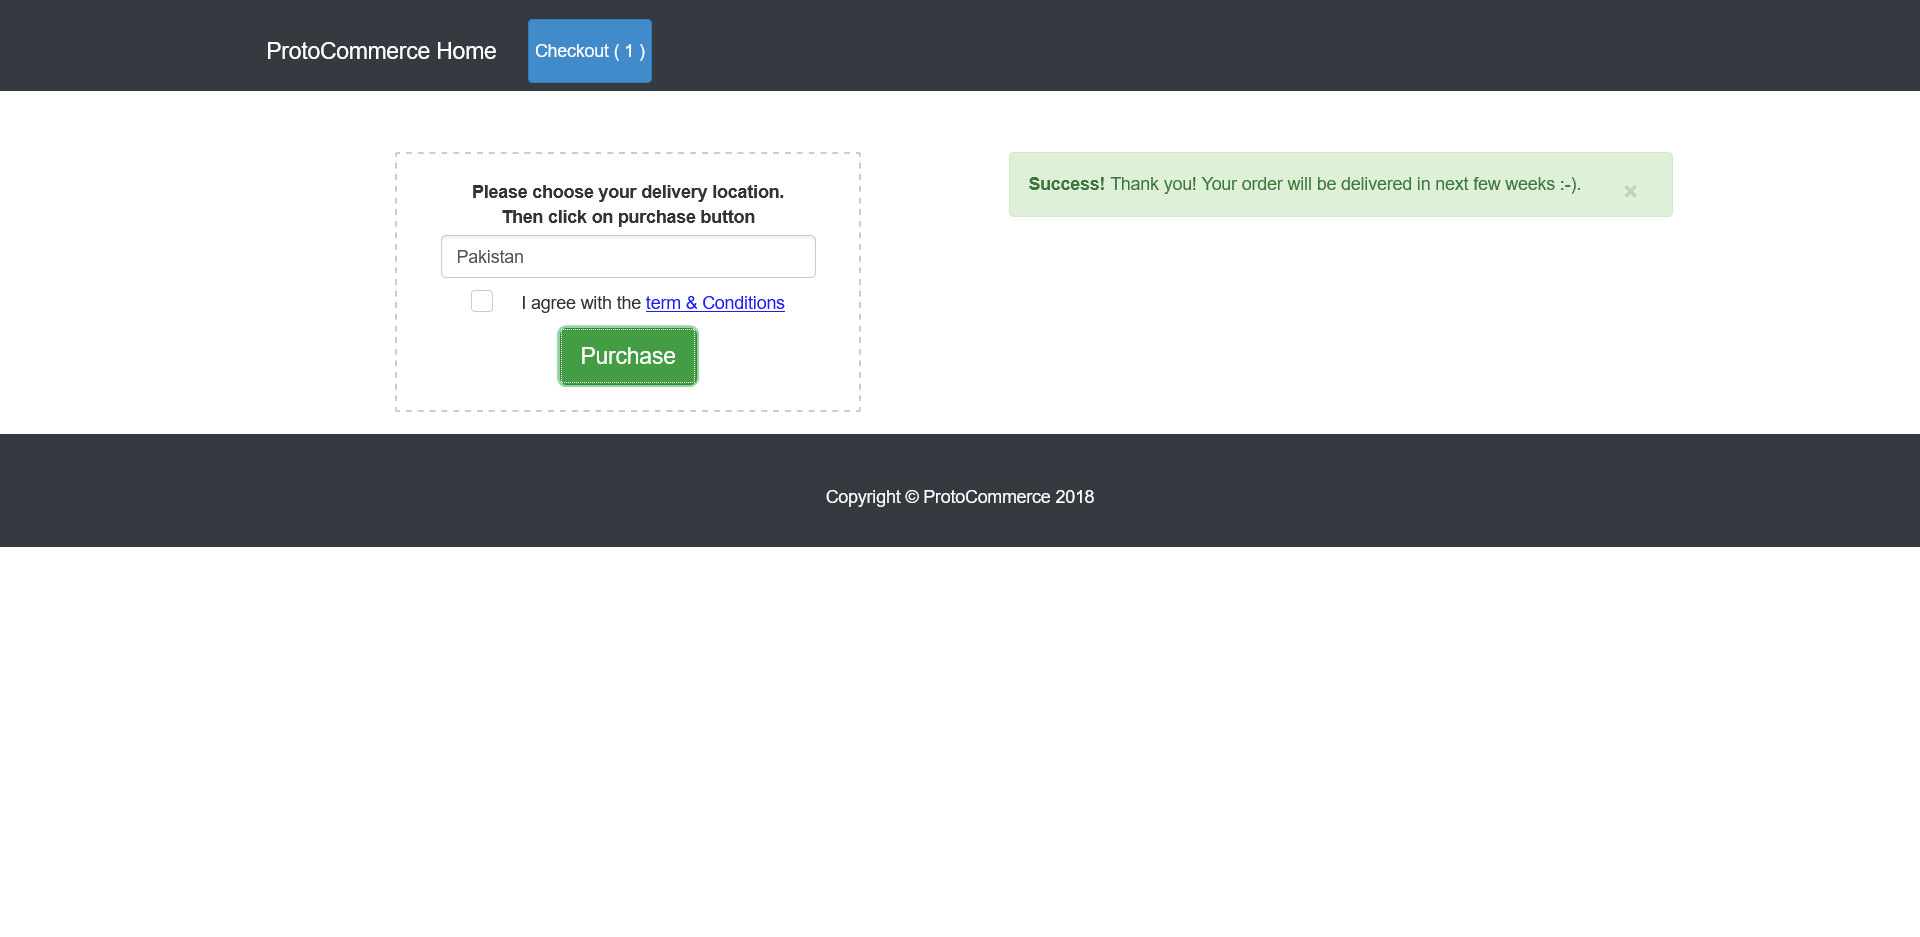 ProtoCommerce Home
Checkout ( 1 )
Please choose your delivery location.
Then click on purchase button
Pakistan
I agree with the term & Conditions
Purchase
Success! Thank you! Your order will be delivered in next few weeks :-).
×
Copyright © ProtoCommerce 2018